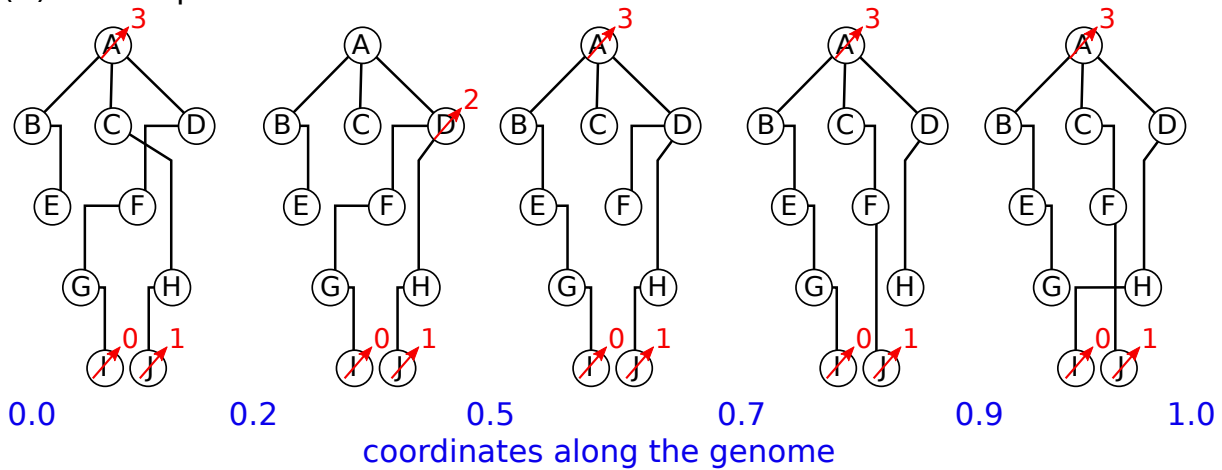 3 3 3 3
A A A A A
2
B C D B C D B C D B C D B C D
E F E F E F E F E F
G H G H G H G H G H
0 1 0 1 0 1 0 1 0 1
I J I J I J I J I J
0.0 0.2 0.5 0.7 0.9 1.0
coordinates along the genome